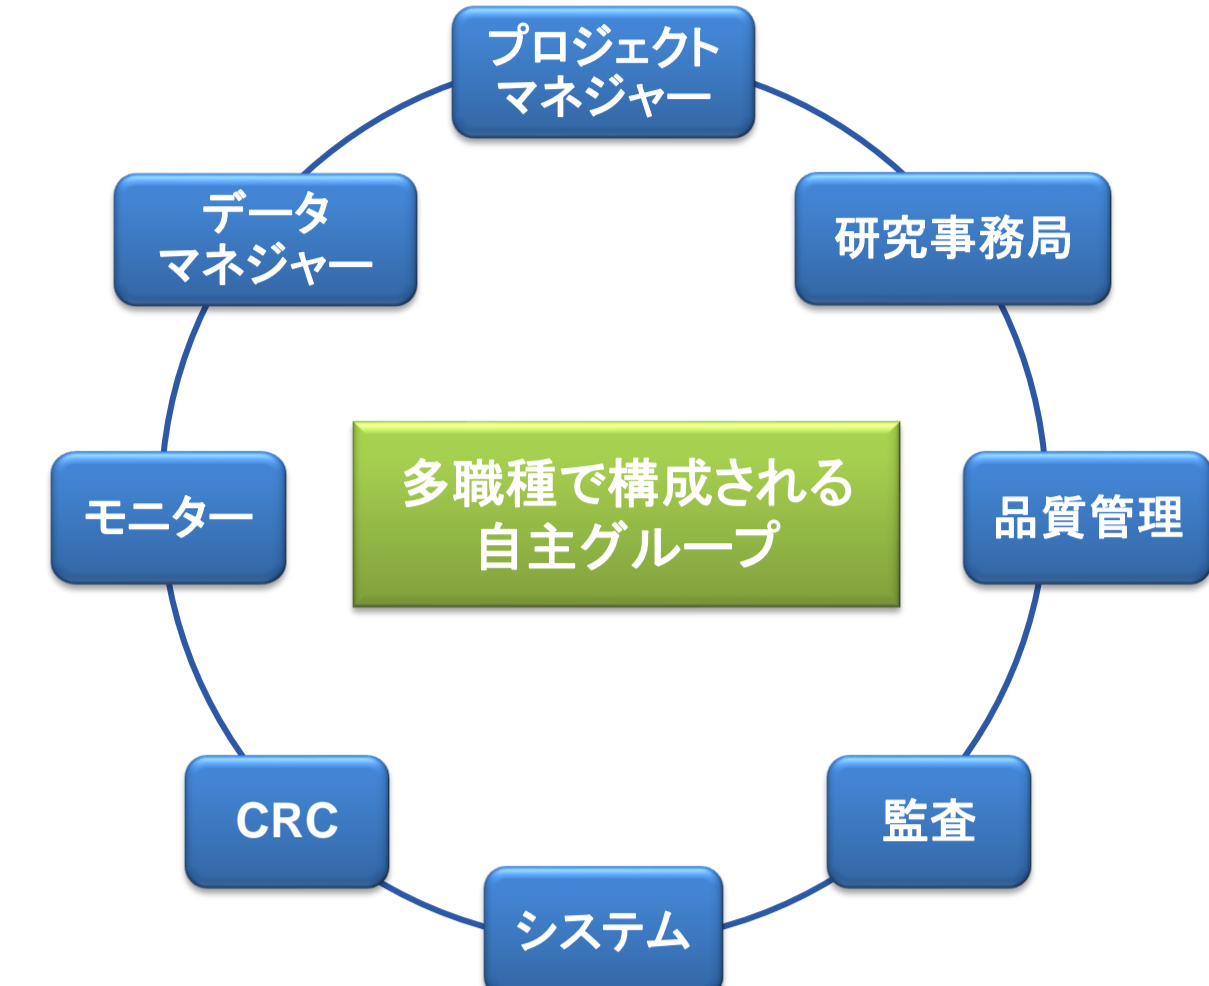 プロジェクト
マネジャー
データ
マネジャー
研究事務局
多職種で構成される
自主グループ
モニター
品質管理
CRC
監査
システム